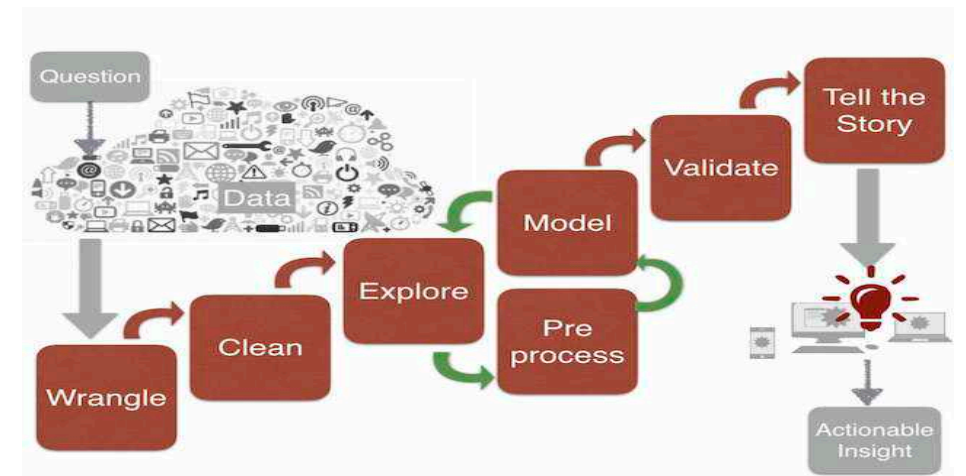 Question
Data
Wrangle
Clean
Explore
Pre
process
Model
Validate
Tell the
Story
Actionable
Insight